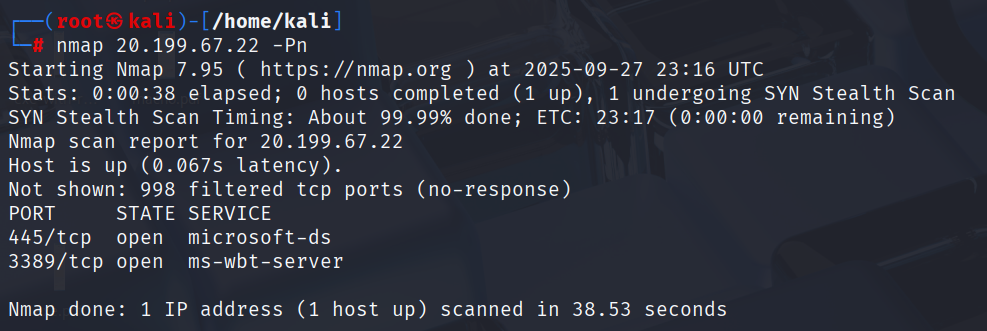 ┌──(root㉿kali)-[/home/kali]
└─# nmap 20.199.67.22 -Pn
Starting Nmap 7.95 ( https://nmap.org ) at 2025-09-27 23:16 UTC
Stats: 0:00:38 elapsed; 0 hosts completed (1 up), 1 undergoing SYN Stealth Scan
SYN Stealth Scan Timing: About 99.99% done; ETC: 23:17 (0:00:00 remaining)
Nmap scan report for 20.199.67.22
Host is up (0.067s latency).
Not shown: 998 filtered tcp ports (no-response)
PORT     STATE SERVICE
445/tcp  open  microsoft-ds
3389/tcp open  ms-wbt-server
Nmap done: 1 IP address (1 host up) scanned in 38.53 seconds